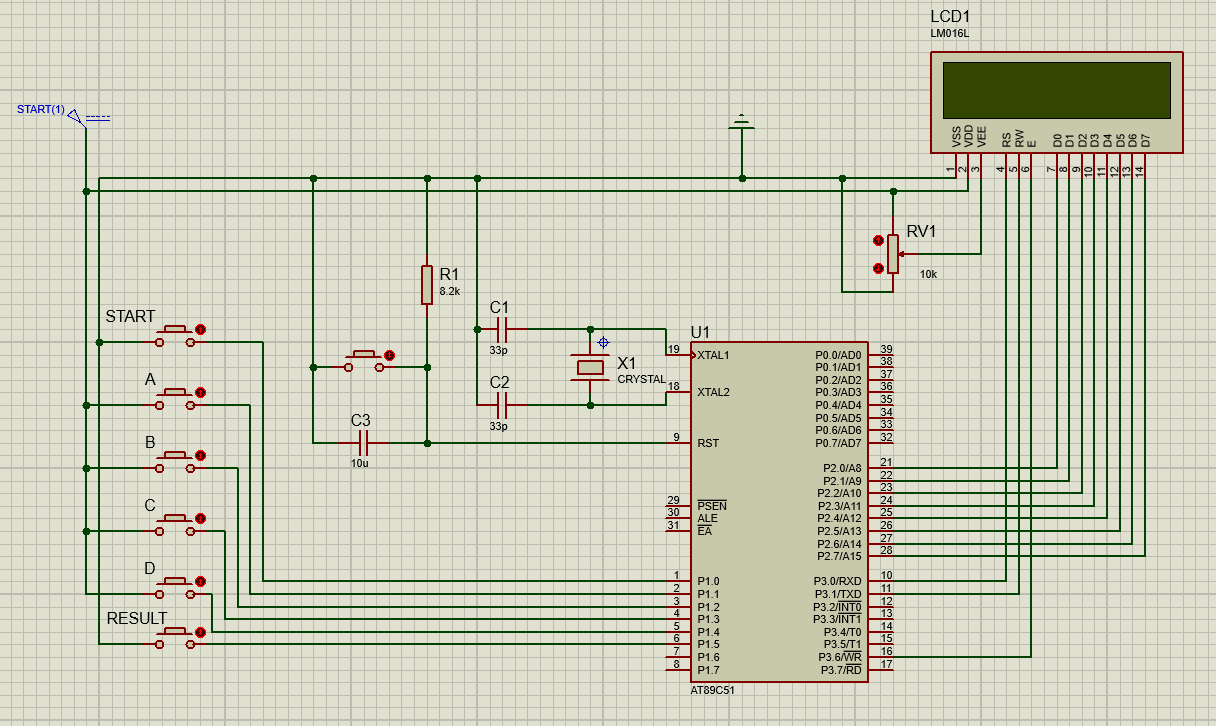 LCD1
LM016L
START(1)
VSS
VDD
VEE
RS
RW
E
D0
D1
D2
D3
D4
D5
D6
D7
1
2
3
4
5
6
7
8
9
10
11
12
13
14
RV1
10k
R1
8.2k
START
A
B
C
D
RESULT
C1
33p
C2
33p
X1
CRYSTAL
C3
10u
U1
19 XTAL1
18 XTAL2
9 RST
29 PSEN
30 ALE
31 EA
1 P1.0
2 P1.1
3 P1.2
4 P1.3
5 P1.4
6 P1.5
7 P1.6
8 P1.7
P0.0/AD0 39
P0.1/AD1 38
P0.2/AD2 37
P0.3/AD3 36
P0.4/AD4 35
P0.5/AD5 34
P0.6/AD6 33
P0.7/AD7 32
P2.0/A8 21
P2.1/A9 22
P2.2/A10 23
P2.3/A11 24
P2.4/A12 25
P2.5/A13 26
P2.6/A14 27
P2.7/A15 28
P3.0/RXD 10
P3.1/TXD 11
P3.2/INT0 12
P3.3/INT1 13
P3.4/T0 14
P3.5/T1 15
P3.6/WR 16
P3.7/RD 17
AT89C51